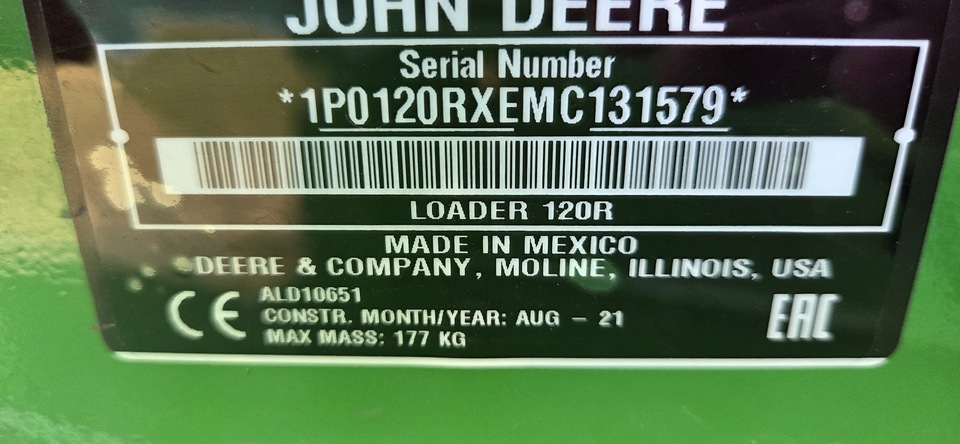 JOHN DEERE
Serial Number
*1P0120RXEMC131579*
LOADER 120R
MADE IN MEXICO
DEERE & COMPANY, MOLINE, ILLINOIS, USA
ALD10651
CONSTR. MONTH/YEAR: AUG - 21
MAX MASS: 177 KG
CE
EAC